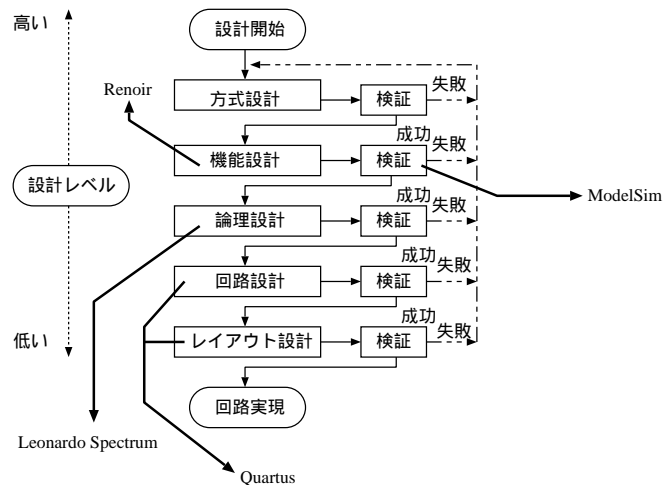 高い
設計開始
Renoir
方式設計
検証
失敗
成功
機能設計
検証
失敗
設計レベル
ModelSim
成功
論理設計
検証
失敗
成功
回路設計
検証
失敗
成功
低い
レイアウト設計
検証
失敗
回路実現
Leonardo Spectrum
Quartus